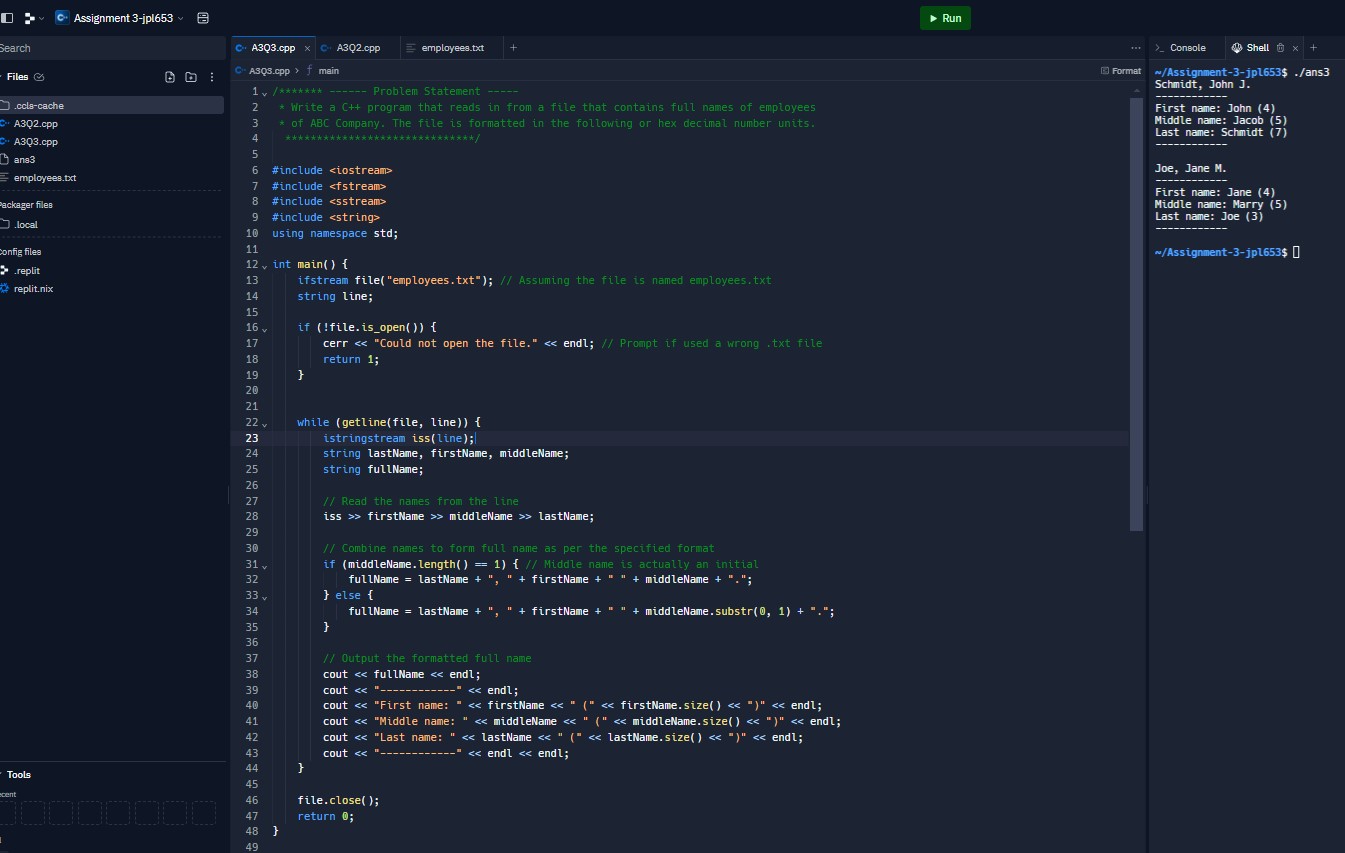 Assignment 3-jpl653
Run
Search
Files
.ccls-cache
A3Q2.cpp
A3Q3.cpp
ans3
employees.txt
Packager files
.local
Config files
.replit
replit.nix
Tools
A3Q3.cpp × A3Q2.cpp employees.txt +
A3Q3.cpp > ƒ main
Format
1 /******* ------ Problem Statement -----
2 * Write a C++ program that reads in from a file that contains full names of employees
3 * of ABC Company. The file is formatted in the following or hex decimal number units.
4 ******************************/
5
6 #include <iostream>
7 #include <fstream>
8 #include <sstream>
9 #include <string>
10 using namespace std;
11
12 int main() {
13 ifstream file("employees.txt"); // Assuming the file is named employees.txt
14 string line;
15
16 if (!file.is_open()) {
17 cerr << "Could not open the file." << endl; // Prompt if used a wrong .txt file
18 return 1;
19 }
20
21
22 while (getline(file, line)) {
23 istringstream iss(line);
24 string lastName, firstName, middleName;
25 string fullName;
26
27 // Read the names from the line
28 iss >> firstName >> middleName >> lastName;
29
30 // Combine names to form full name as per the specified format
31 if (middleName.length() == 1) { // Middle name is actually an initial
32 fullName = lastName + ", " + firstName + " " + middleName + ".";
33 } else {
34 fullName = lastName + ", " + firstName + " " + middleName.substr(0, 1) + ".";
35 }
36
37 // Output the formatted full name
38 cout << fullName << endl;
39 cout << "------------" << endl;
40 cout << "First name: " << firstName << " (" << firstName.size() << ")" << endl;
41 cout << "Middle name: " << middleName << " (" << middleName.size() << ")" << endl;
42 cout << "Last name: " << lastName << " (" << lastName.size() << ")" << endl;
43 cout << "------------" << endl << endl;
44 }
45
46 file.close();
47 return 0;
48 }
49
Console Shell × +
~/Assignment-3-jpl653$ ./ans3
Schmidt, John J.
------------
First name: John (4)
Middle name: Jacob (5)
Last name: Schmidt (7)
------------
Joe, Jane M.
------------
First name: Jane (4)
Middle name: Marry (5)
Last name: Joe (3)
------------
~/Assignment-3-jpl653$